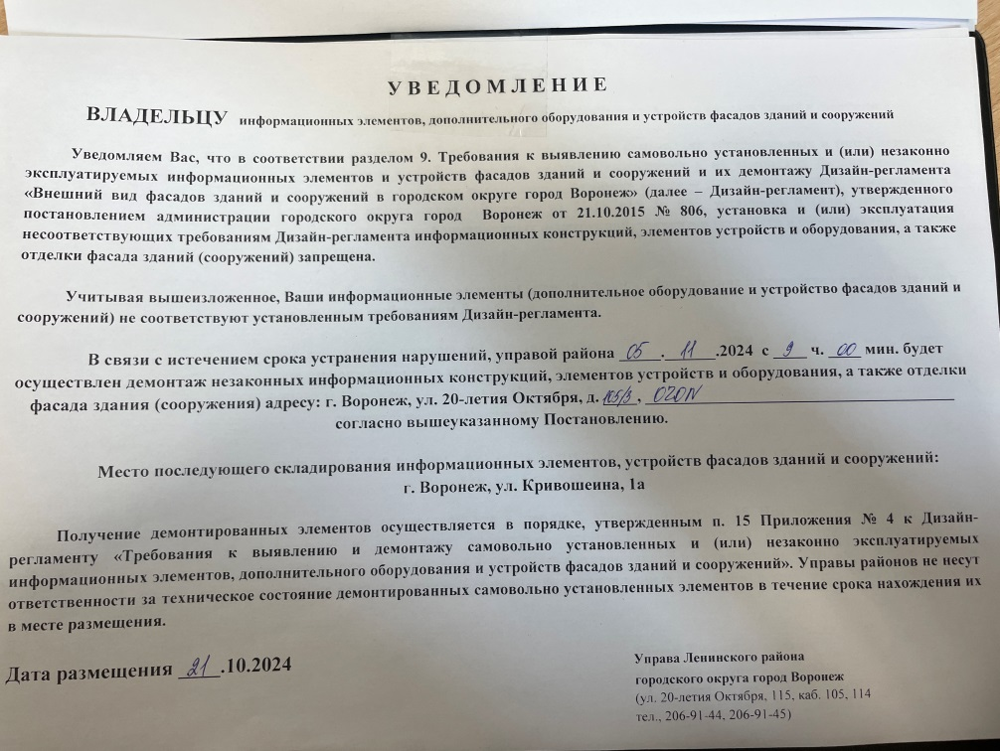 УВЕДОМЛЕНИЕ
ВЛАДЕЛЬЦУ информационных элементов, дополнительного оборудования и устройств фасадов зданий и сооружений
Уведомляем Вас, что в соответствии разделом 9. Требования к выявлению самовольно установленных и (или) незаконно
эксплуатируемых информационных элементов и устройств фасадов зданий и сооружений и их демонтажу Дизайн-регламента
«Внешний вид фасадов зданий и сооружений в городском округе город Воронеж» (далее – Дизайн-регламент), утвержденного
постановлением администрации городского округа город Воронеж от 21.10.2015 № 806, установка и (или) эксплуатация
несоответствующих требованиям Дизайн-регламента информационных конструкций, элементов устройств и оборудования, а также
отделки фасада зданий (сооружений) запрещена.
Учитывая вышеизложенное, Ваши информационные элементы (дополнительное оборудование и устройство фасадов зданий и
сооружений) не соответствуют установленным требованиям Дизайн-регламента.
В связи с истечением срока устранения нарушений, управой района 05 . 11 .2024 с 9 ч. 00 мин. будет
осуществлен демонтаж незаконных информационных конструкций, элементов устройств и оборудования, а также отделки
фасада здания (сооружения) адресу: г. Воронеж, ул. 20-летия Октября, д. 105/3, OZON
согласно вышеуказанному Постановлению.
Место последующего складирования информационных элементов, устройств фасадов зданий и сооружений:
г. Воронеж, ул. Кривошеина, 1а
Получение демонтированных элементов осуществляется в порядке, утвержденным п. 15 Приложения № 4 к Дизайн-
регламенту «Требования к выявлению и демонтажу самовольно установленных и (или) незаконно эксплуатируемых
информационных элементов, дополнительного оборудования и устройств фасадов зданий и сооружений». Управы районов не несут
ответственности за техническое состояние демонтированных самовольно установленных элементов в течение срока нахождения их
в месте размещения.
Дата размещения 21 .10.2024
Управа Ленинского района
городского округа город Воронеж
(ул. 20-летия Октября, 115, каб. 105, 114
тел., 206-91-44, 206-91-45)